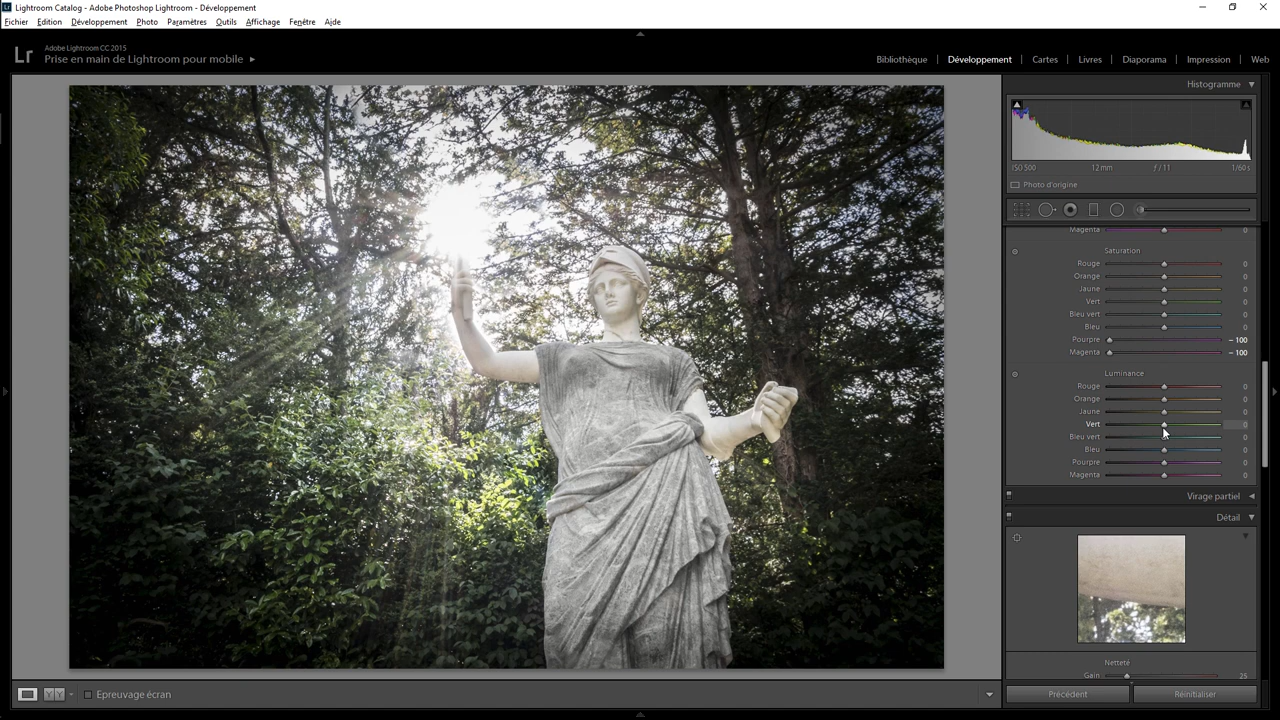 Lightroom Catalog - Adobe Photoshop Lightroom - Développement
Fichier Edition Développement Photo Paramètres Outils Affichage Fenêtre Aide
Lr
Adobe Lightroom CC 2015
Prise en main de Lightroom pour mobile
Bibliothèque | Développement | Cartes | Livres | Diaporama | Impression | Web
Histogramme
ISO 500 12 mm f / 11 1/60 s
Photo d'origine
Magenta 0
Saturation
Rouge 0
Orange 0
Jaune 0
Vert 0
Bleu vert 0
Bleu 0
Pourpre - 100
Magenta - 100
Luminance
Rouge 0
Orange 0
Jaune 0
Vert 0
Bleu vert 0
Bleu 0
Pourpre 0
Magenta 0
Virage partiel
Détail
Netteté
Gain 25
Y Y Epreuvage écran
Précédent Réinitialiser